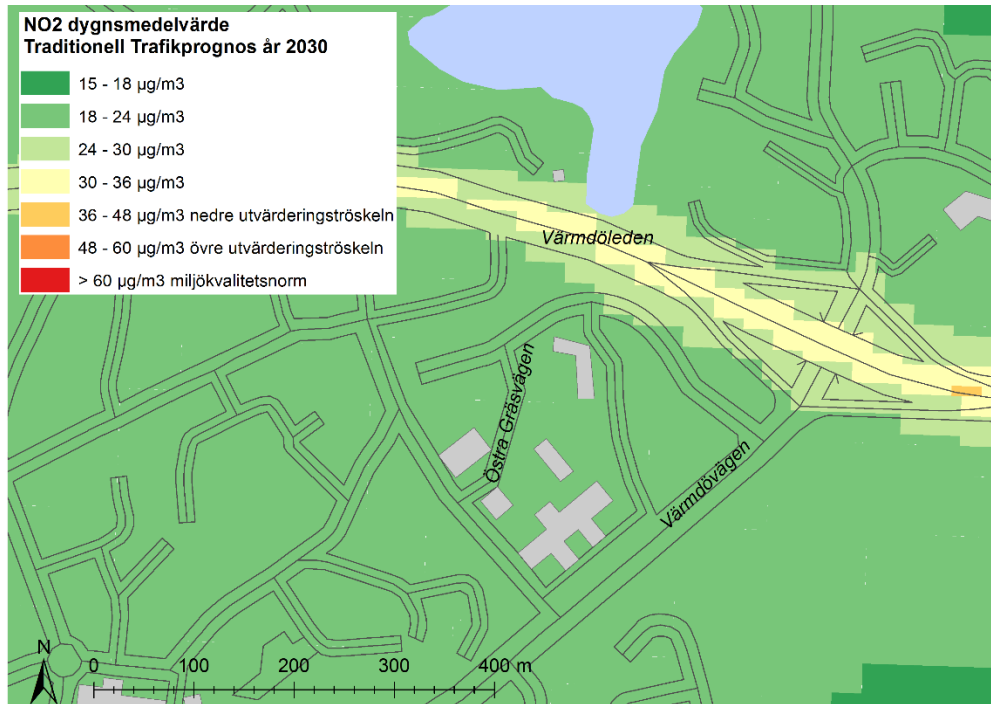 NO2 dygnsmedelvärde
Traditionell Trafikprognos år 2030
15 - 18 µg/m3
18 - 24 µg/m3
24 - 30 µg/m3
30 - 36 µg/m3
36 - 48 µg/m3 nedre utvärderingströskeln
48 - 60 µg/m3 övre utvärderingströskeln
> 60 µg/m3 miljökvalitetsnorm
Värmdöleden
Östra Gräsvägen
Värmdövägen
N
0 100 200 300 400 m